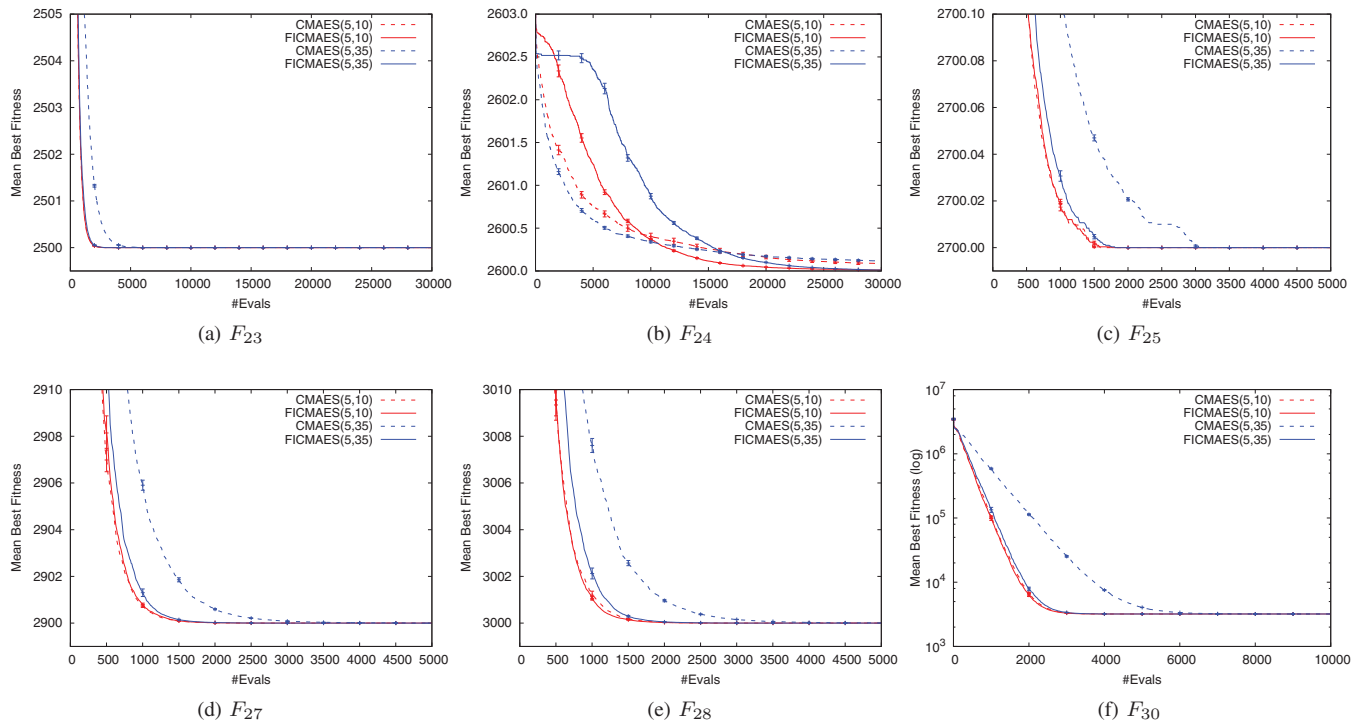 2505
2504
2503
2502
2501
2500
Mean Best Fitness
CMAES(5,10)
FICMAES(5,10)
CMAES(5,35)
FICMAES(5,35)
0 5000 10000 15000 20000 25000 30000
#Evals
(a) F23
2603.0
2602.5
2602.0
2601.5
2601.0
2600.5
2600.0
Mean Best Fitness
CMAES(5,10)
FICMAES(5,10)
CMAES(5,35)
FICMAES(5,35)
0 5000 10000 15000 20000 25000 30000
#Evals
(b) F24
2700.10
2700.08
2700.06
2700.04
2700.02
2700.00
Mean Best Fitness
CMAES(5,10)
FICMAES(5,10)
CMAES(5,35)
FICMAES(5,35)
0 500 1000 1500 2000 2500 3000 3500 4000 4500 5000
#Evals
(c) F25
2910
2908
2906
2904
2902
2900
Mean Best Fitness
CMAES(5,10)
FICMAES(5,10)
CMAES(5,35)
FICMAES(5,35)
0 500 1000 1500 2000 2500 3000 3500 4000 4500 5000
#Evals
(d) F27
3010
3008
3006
3004
3002
3000
Mean Best Fitness
CMAES(5,10)
FICMAES(5,10)
CMAES(5,35)
FICMAES(5,35)
0 500 1000 1500 2000 2500 3000 3500 4000 4500 5000
#Evals
(e) F28
10^7
10^6
10^5
10^4
10^3
Mean Best Fitness (log)
CMAES(5,10)
FICMAES(5,10)
CMAES(5,35)
FICMAES(5,35)
0 2000 4000 6000 8000 10000
#Evals
(f) F30